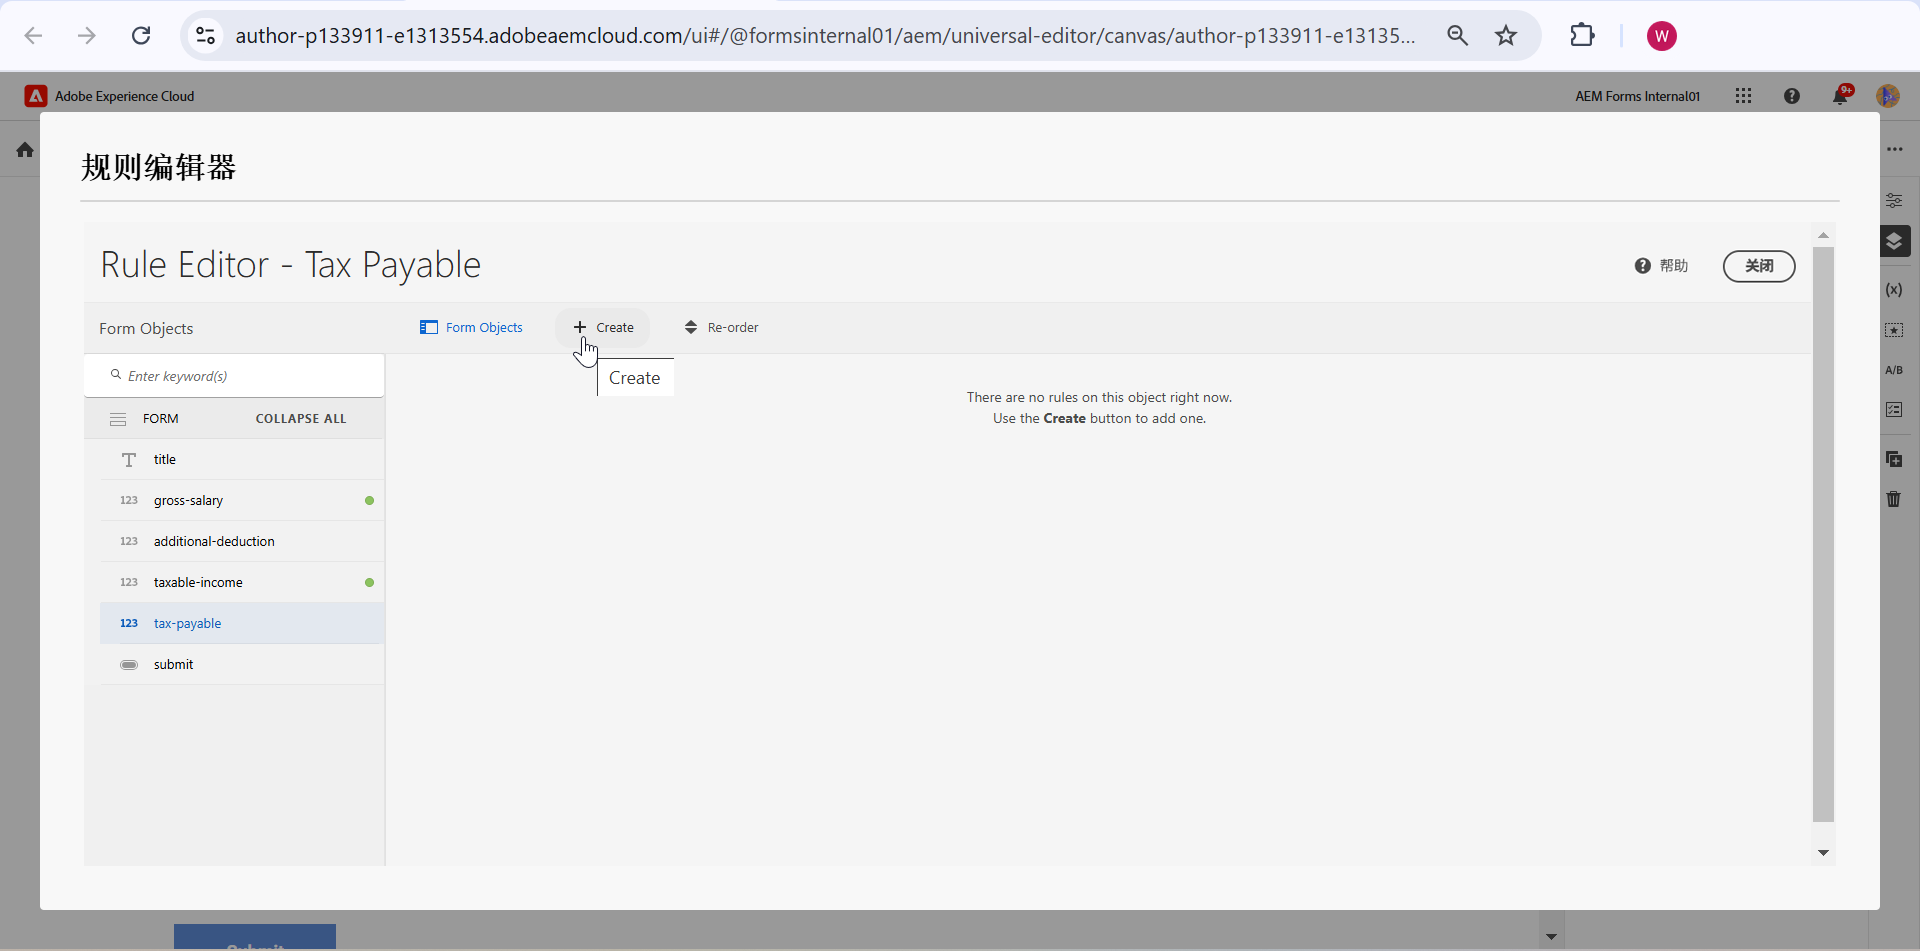 author-p133911-e1313554.adobeaemcloud.com/ui#/@formsinternal01/aem/universal-editor/canvas/author-p133911-e13135...
W
Adobe Experience Cloud
AEM Forms Internal01
9+
规则编辑器
Rule Editor - Tax Payable
帮助
关闭
Form Objects
Form Objects
Create
Re-order
Enter keyword(s)
Create
FORM
COLLAPSE ALL
There are no rules on this object right now.
Use the Create button to add one.
title
123 gross-salary
123 additional-deduction
123 taxable-income
123 tax-payable
submit
(x)
A/B
Submit